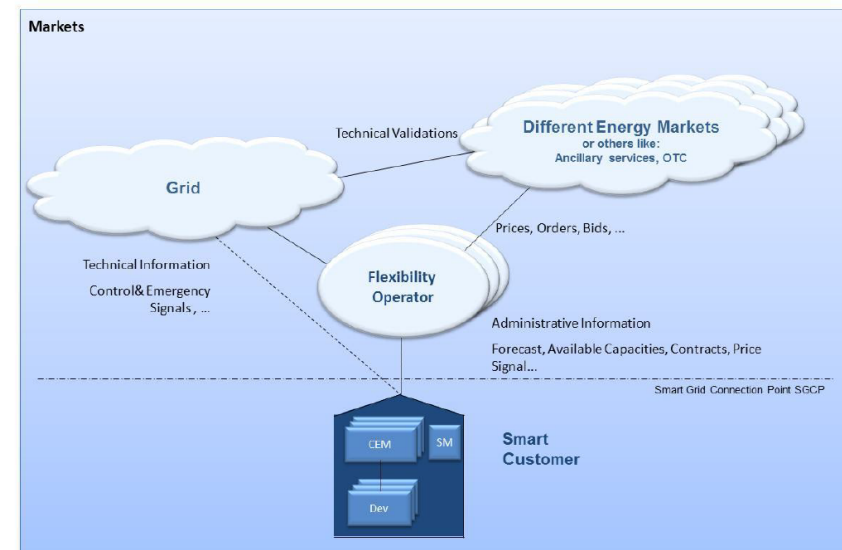 Markets
Different Energy Markets
or others like:
Ancillary services, OTC
Technical Validations
Grid
Prices, Orders, Bids, ...
Technical Information
Control& Emergency
Signals, ...
Flexibility
Operator
Administrative Information
Forecast, Available Capacities, Contracts, Price
Signal...
Smart Grid Connection Point SGCP
CEM
SM
Smart
Customer
Dev